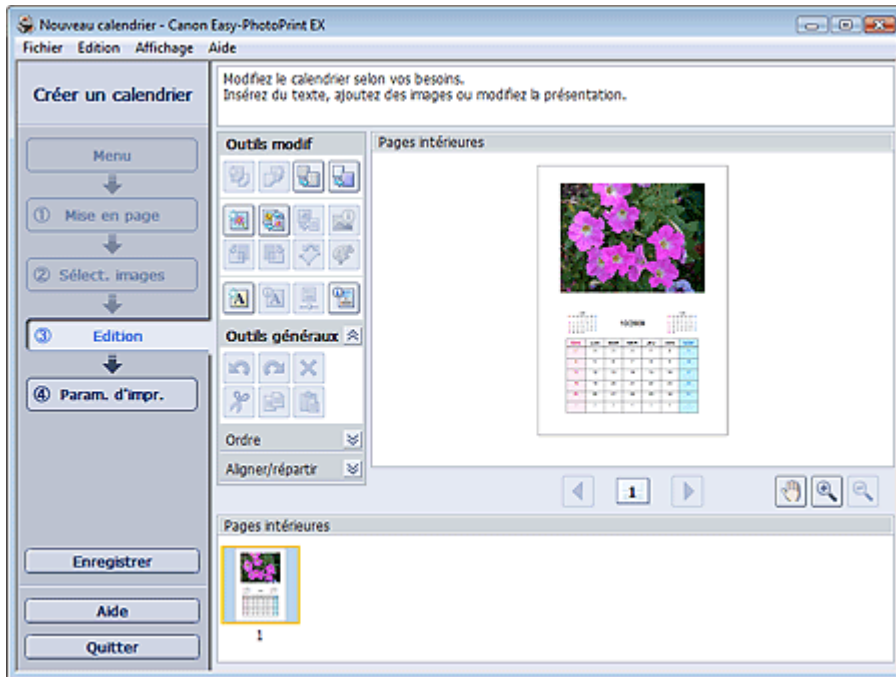 Nouveau calendrier - Canon Easy-PhotoPrint EX
Fichier Edition Affichage Aide
Créer un calendrier
Modifiez le calendrier selon vos besoins.
Insérez du texte, ajoutez des images ou modifiez la présentation.
Menu
① Mise en page
② Sélect. images
③ Edition
④ Param. d'impr.
Enregistrer
Aide
Quitter
Outils modif
Outils généraux
Ordre
Aligner/répartir
Pages intérieures
10/2008
1
Pages intérieures
1